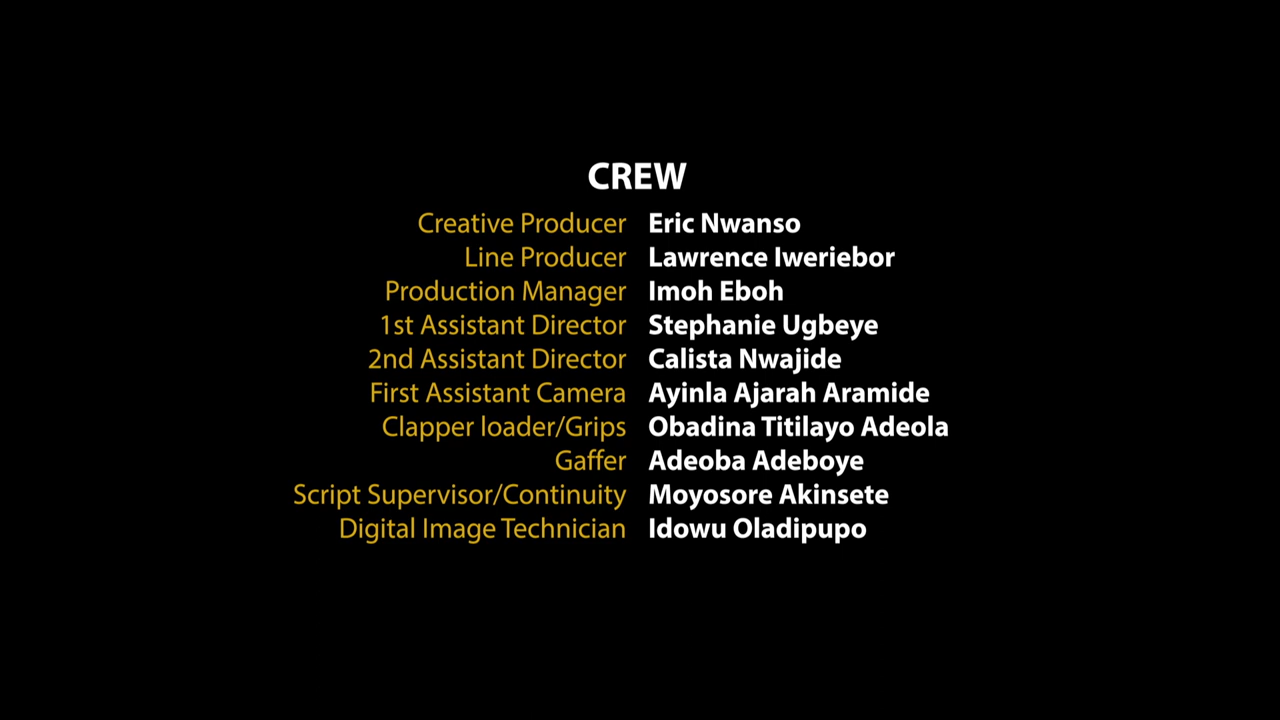 CREW
Creative Producer Eric Nwanso
Line Producer Lawrence Iweriebor
Production Manager Imoh Eboh
1st Assistant Director Stephanie Ugbeye
2nd Assistant Director Calista Nwajide
First Assistant Camera Ayinla Ajarah Aramide
Clapper loader/Grips Obadina Titilayo Adeola
Gaffer Adeoba Adeboye
Script Supervisor/Continuity Moyosore Akinsete
Digital Image Technician Idowu Oladipupo